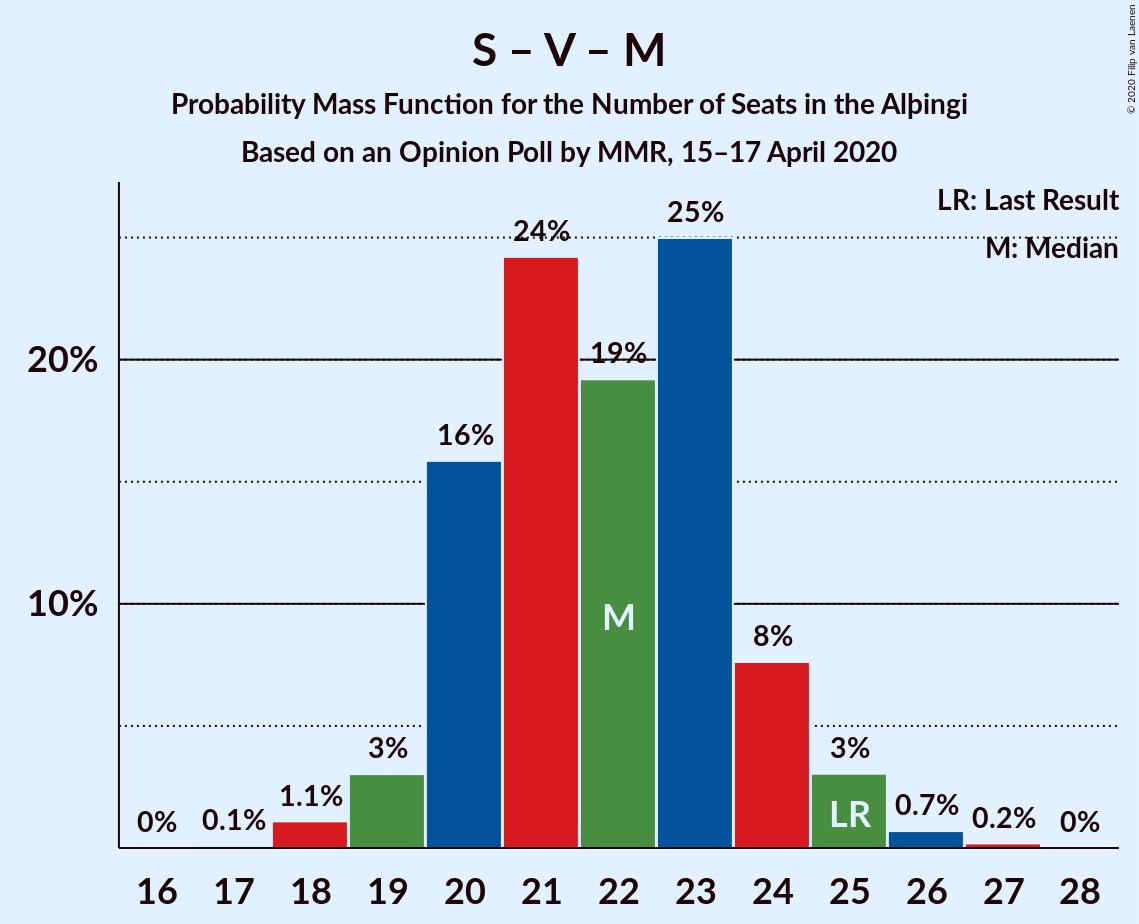 S – V – M
Probability Mass Function for the Number of Seats in the Alþingi
Based on an Opinion Poll by MMR, 15–17 April 2020
© 2020 Filip van Laenen
LR: Last Result
M: Median
20%
10%
0%
0.1%
1.1%
3%
16%
24%
19%
25%
8%
3%
0.7%
0.2%
0%
M
LR
16 17 18 19 20 21 22 23 24 25 26 27 28